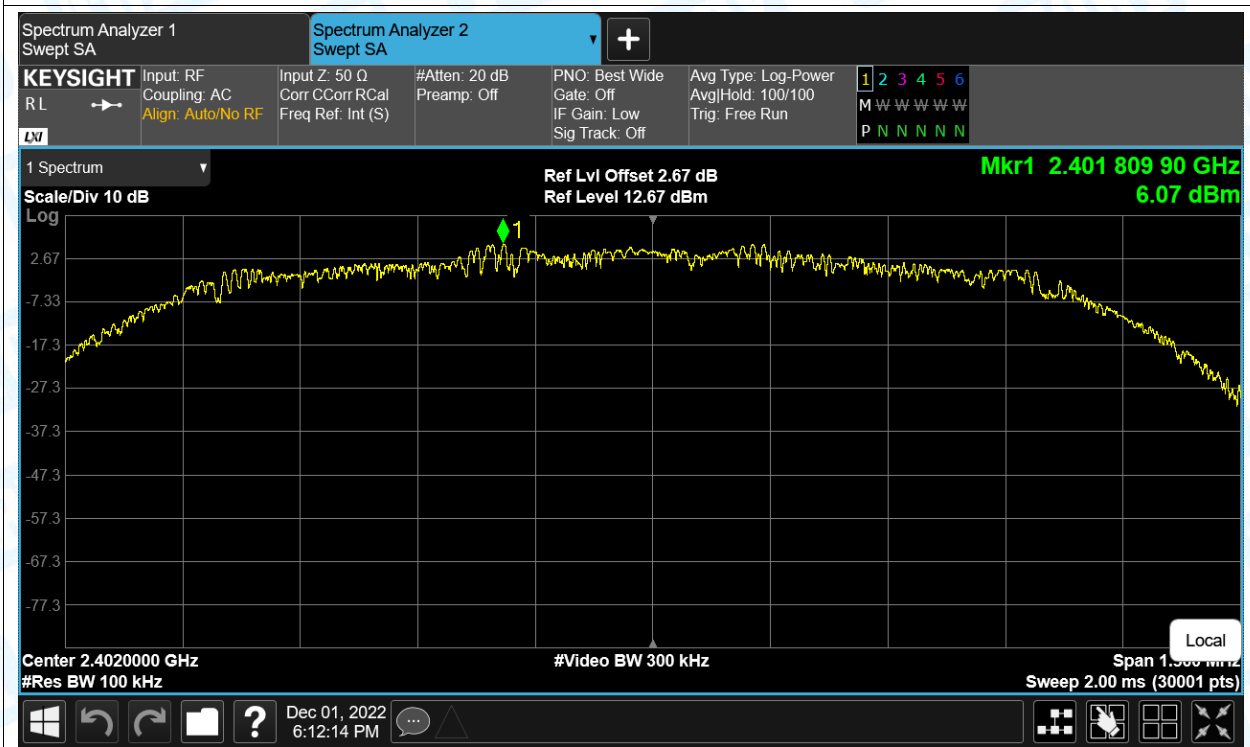 Spectrum Analyzer 1
Swept SA
Spectrum Analyzer 2
Swept SA
KEYSIGHT
R L
LXI
Input: RF
Coupling: AC
Align: Auto/No RF
Input Z: 50 Ω
Corr CCorr RCal
Freq Ref: Int (S)
#Atten: 20 dB
Preamp: Off
PNO: Best Wide
Gate: Off
IF Gain: Low
Sig Track: Off
Avg Type: Log-Power
Avg|Hold: 100/100
Trig: Free Run
1 2 3 4 5 6
M W W W W W
P N N N N N
1 Spectrum
Scale/Div 10 dB
Ref Lvl Offset 2.67 dB
Ref Level 12.67 dBm
Mkr1 2.401 809 90 GHz
6.07 dBm
Log
1
2.67
-7.33
-17.3
-27.3
-37.3
-47.3
-57.3
-67.3
-77.3
Local
Center 2.4020000 GHz
#Video BW 300 kHz
Span
#Res BW 100 kHz
Sweep 2.00 ms (30001 pts)
?
Dec 01, 2022
6:12:14 PM